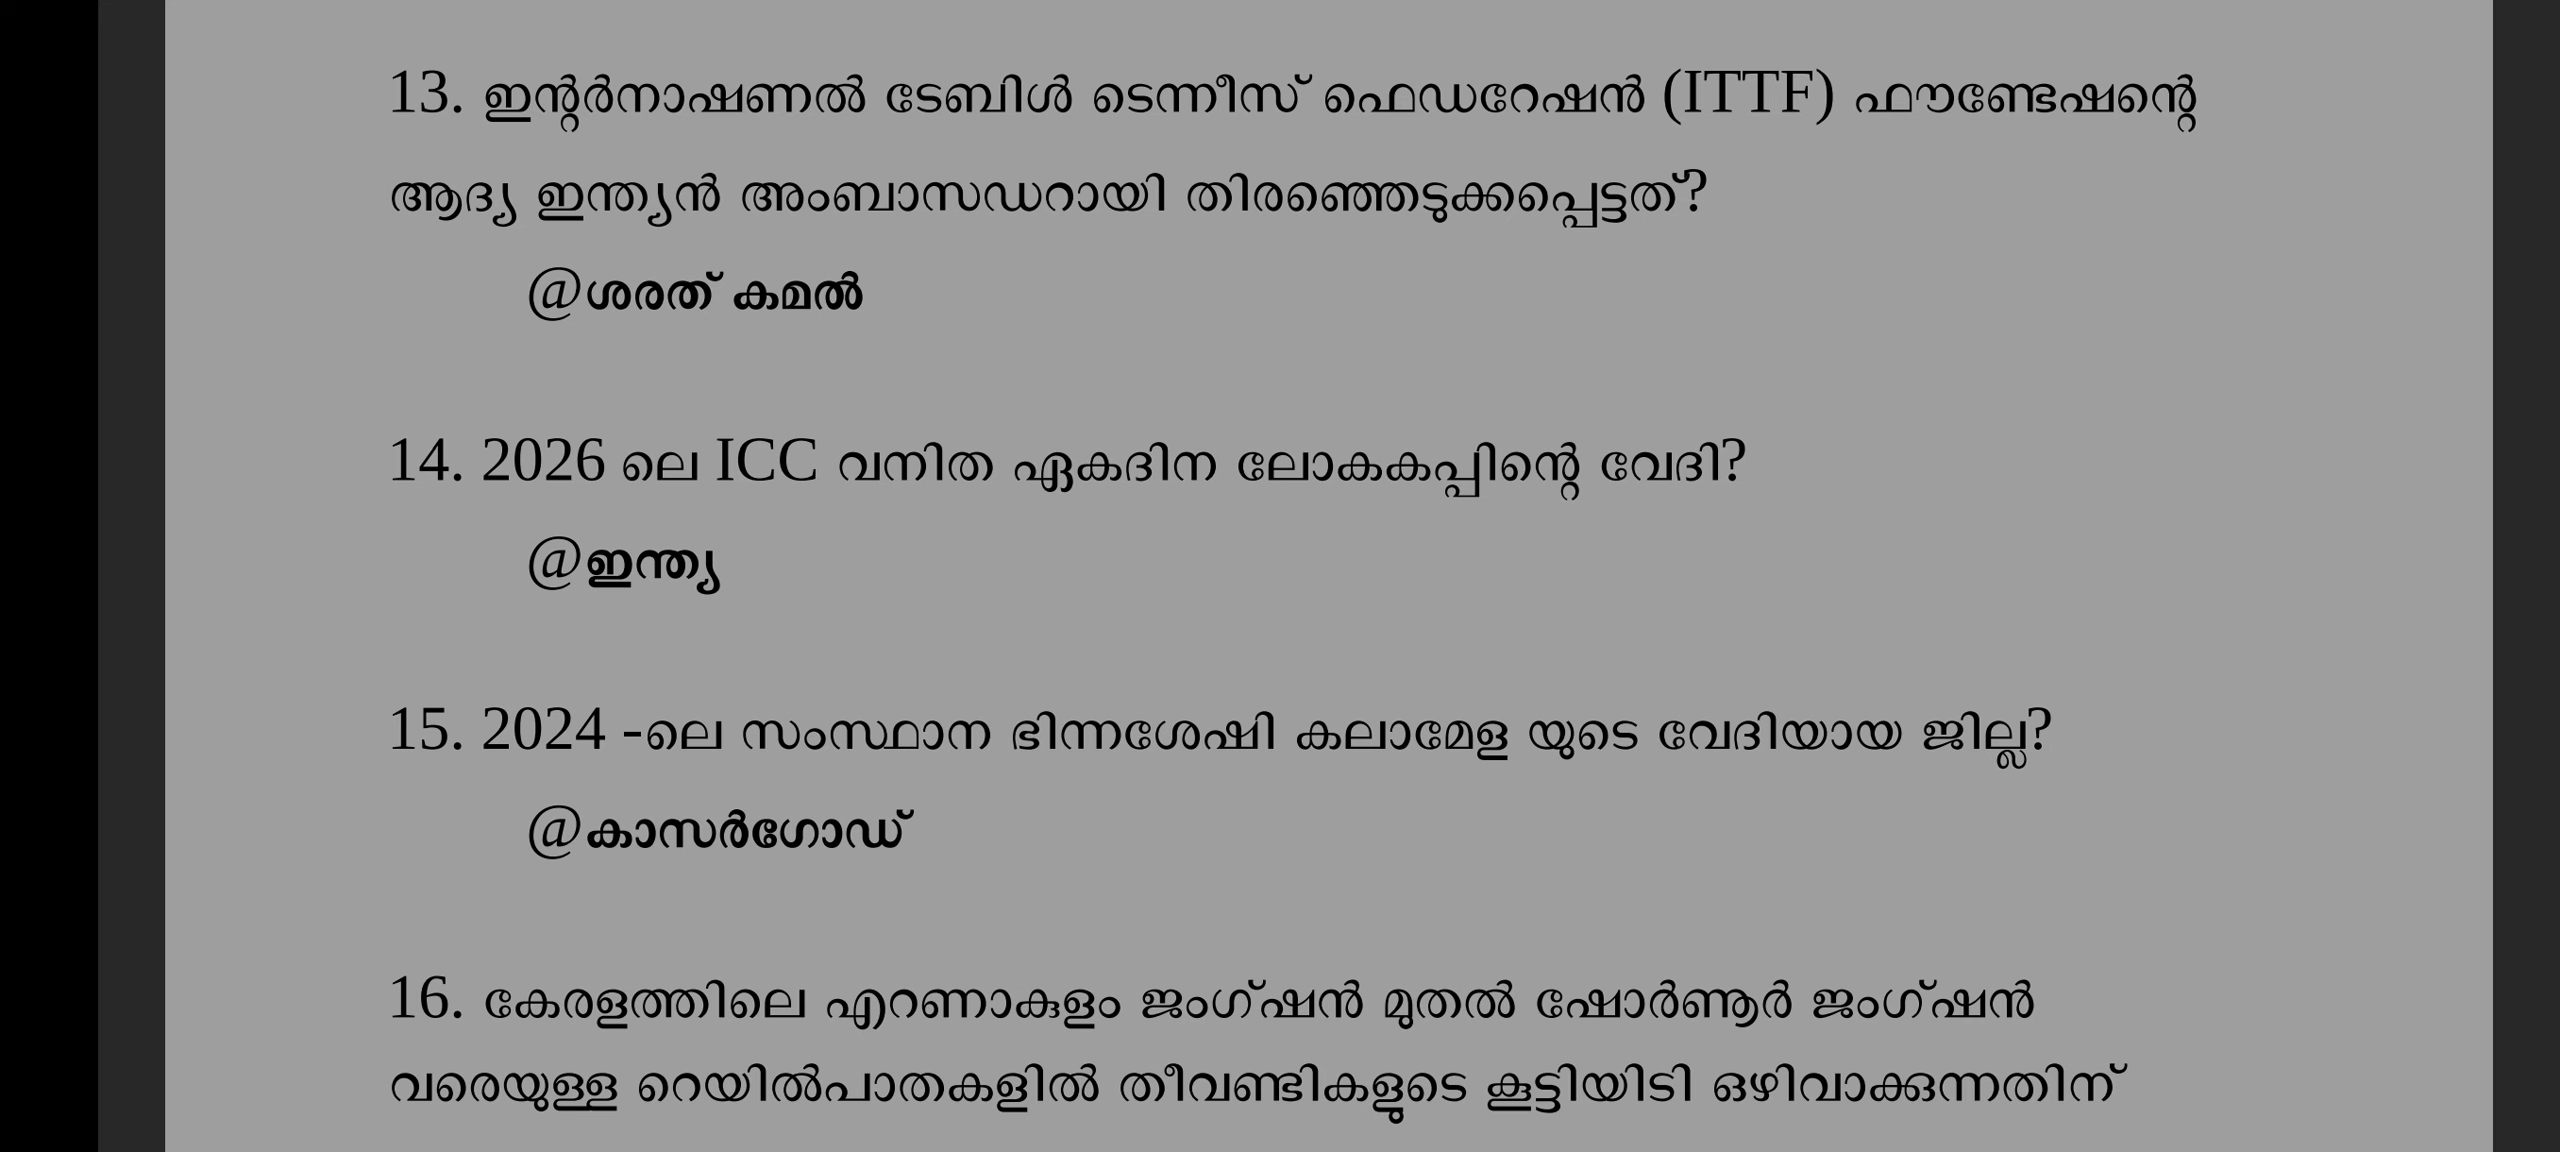 13. ഇന്റർനാഷണൽ ടേബിൾ ടെന്നീസ് ഫെഡറേഷൻ (ITTF) ഫൗണ്ടേഷന്റെ
ആദ്യ ഇന്ത്യൻ അംബാസഡറായി തിരഞ്ഞെടുക്കപ്പെട്ടത്?
@ശരത് കമൽ
14. 2026 ലെ ICC വനിത ഏകദിന ലോകകപ്പിന്റെ വേദി?
@ഇന്ത്യ
15. 2024 -ലെ സംസ്ഥാന ഭിന്നശേഷി കലാമേള യുടെ വേദിയായ ജില്ല?
@കാസർഗോഡ്
16. കേരളത്തിലെ എറണാകുളം ജംഗ്ഷൻ മുതൽ ഷോർണൂർ ജംഗ്ഷൻ
വരെയുള്ള റെയിൽപാതകളിൽ തീവണ്ടികളുടെ കൂട്ടിയിടി ഒഴിവാക്കുന്നതിന്